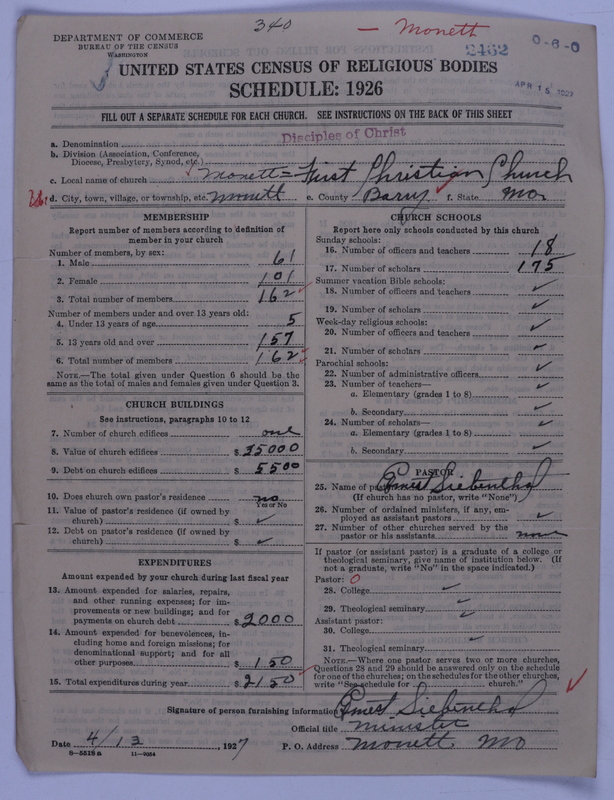 340
— Monett
DEPARTMENT OF COMMERCE
BUREAU OF THE CENSUS
WASHINGTON
2462
0-6-0
APR 15
UNITED STATES CENSUS OF RELIGIOUS BODIES
SCHEDULE: 1926
FILL OUT A SEPARATE SCHEDULE FOR EACH CHURCH. SEE INSTRUCTIONS ON THE BACK OF THIS SHEET
a. Denomination Disciples of Christ
b. Division (Association, Conference, Diocese, Presbytery, Synod, etc.)
c. Local name of church Monett = First Christian Church
d. City, town, village, or township, etc. Monett e. County Barry f. State Mo.
MEMBERSHIP
Report number of members according to definition of member in your church
Number of members, by sex:
1. Male 61
2. Female 101
3. Total number of members 162
Number of members under and over 13 years old:
4. Under 13 years of age 5
5. 13 years old and over 157
6. Total number of members 162
NOTE.—The total given under Question 6 should be the same as the total of males and females given under Question 3.
CHURCH BUILDINGS
See instructions, paragraphs 10 to 12
7. Number of church edifices one
8. Value of church edifices $ 25000
9. Debt on church edifices $ 5500
10. Does church own pastor's residence no
Yes or No
11. Value of pastor's residence (if owned by church) $ ✓
12. Debt on pastor's residence (if owned by church) $ ✓
EXPENDITURES
Amount expended by your church during last fiscal year
13. Amount expended for salaries, repairs, and other running expenses; for improvements or new buildings; and for payments on church debt $ 2000
14. Amount expended for benevolences, including home and foreign missions; for denominational support; and for all other purposes $ 150
15. Total expenditures during year $ 2150
CHURCH SCHOOLS
Report here only schools conducted by this church
Sunday schools:
16. Number of officers and teachers 18
17. Number of scholars 175
Summer vacation Bible schools:
18. Number of officers and teachers ✓
19. Number of scholars ✓
Week-day religious schools:
20. Number of officers and teachers ✓
21. Number of scholars ✓
Parochial schools:
22. Number of administrative officers ✓
23. Number of teachers—
a. Elementary (grades 1 to 8) ✓
b. Secondary ✓
24. Number of scholars—
a. Elementary (grades 1 to 8) ✓
b. Secondary ✓
PASTOR
25. Name of pastor Ernest Siebenthal
(If church has no pastor, write "None")
26. Number of ordained ministers, if any, employed as assistant pastors ✓
27. Number of other churches served by the pastor or his assistants none
If pastor (or assistant pastor) is a graduate of a college or theological seminary, give name of institution below. (If not a graduate, write "No" in the space indicated.)
Pastor: 0
28. College ✓
29. Theological seminary ✓
Assistant pastor:
30. College ✓
31. Theological seminary
NOTE.—Where one pastor serves two or more churches, Questions 28 and 29 should be answered only on the schedule for one of the churches; on the schedules for the other churches, write "See schedule for church."
Signature of person furnishing information Ernest Siebenthal
Official title Minister
Date 4/13, 1927 P. O. Address Monett Mo
8—5518 a 11—9054